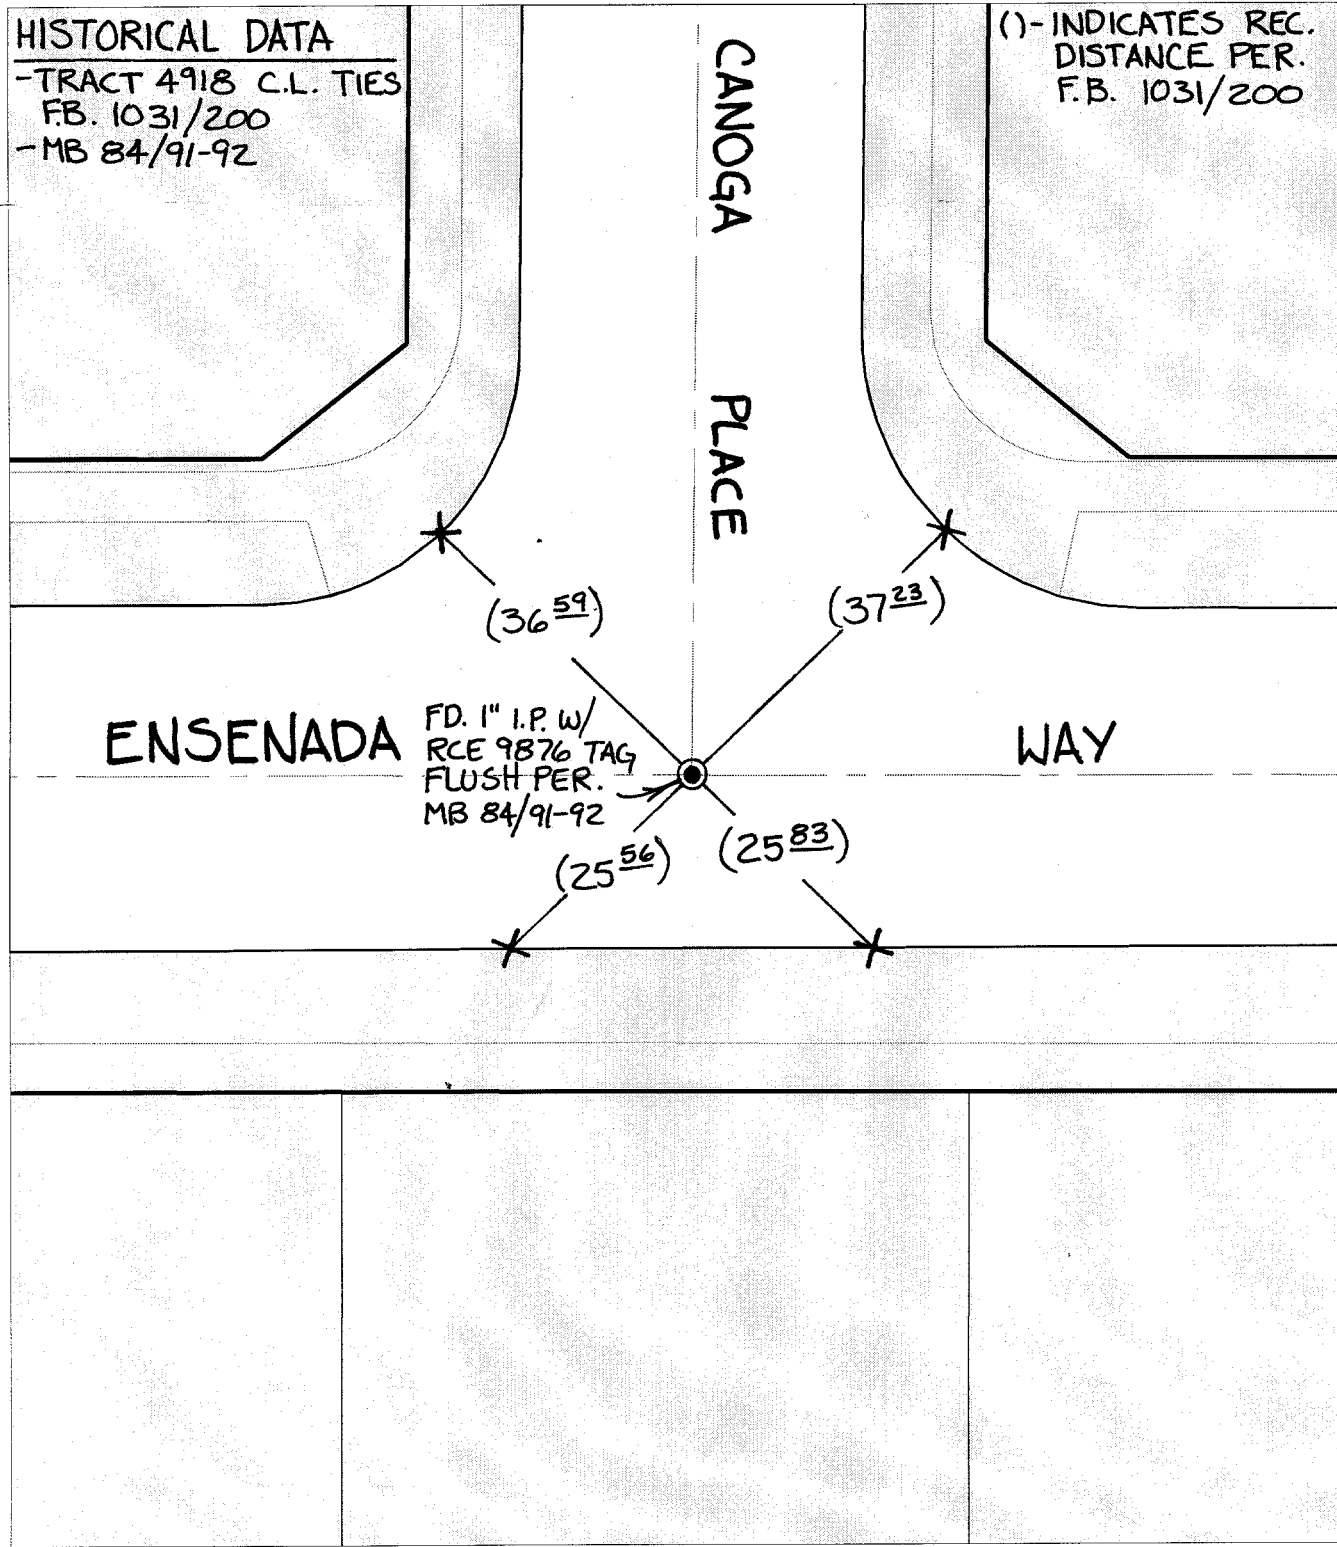 HISTORICAL DATA
-TRACT 4918 C.L. TIES
F.B. 1031/200
-MB 84/91-92
()-INDICATES REC.
DISTANCE PER.
F.B. 1031/200
CANOGA PLACE
(36 59)
(37 23)
ENSENADA WAY
FD. 1" I.P. W/
RCE 9876 TAG
FLUSH PER.
MB 84/91-92
(25 56)
(25 83)